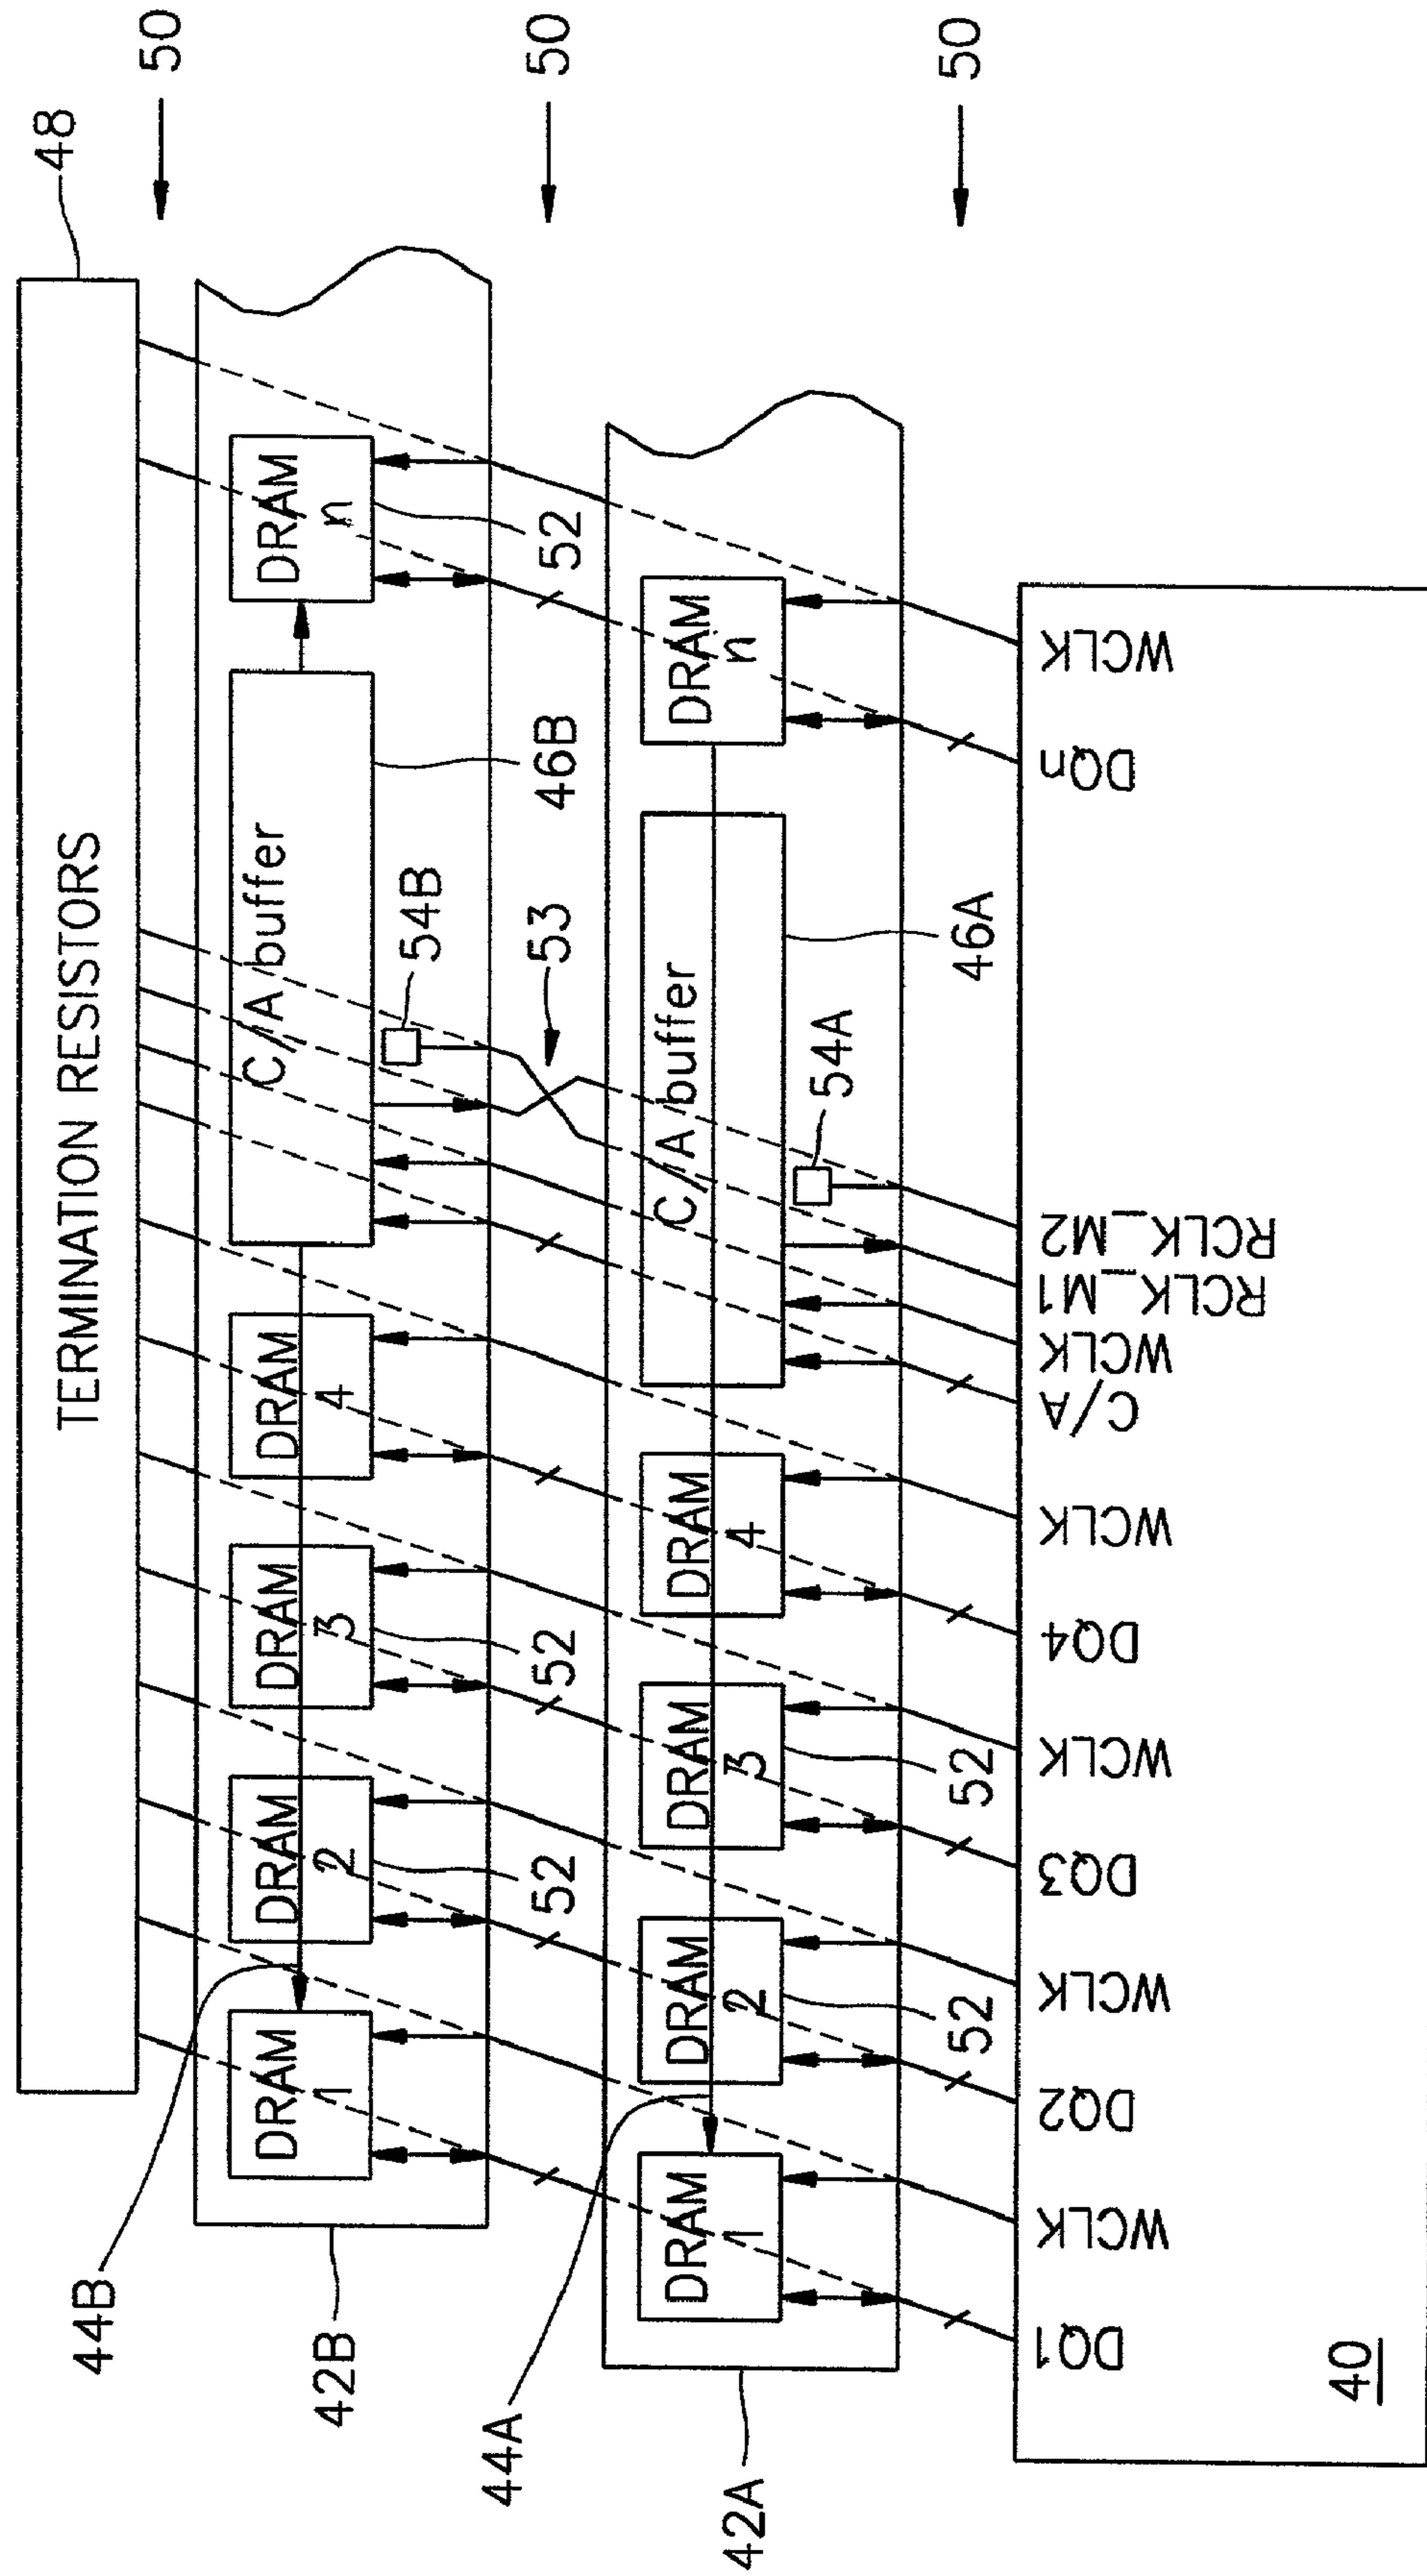 TERMINATION RESISTORS
48
50
50
50
44B
42B
DRAM
1
DRAM
2
DRAM
3
DRAM
4
C/A buffer
DRAM
n
52
52
54B
53
46B
52
44A
42A
DRAM
1
DRAM
2
DRAM
3
DRAM
4
C/A buffer
DRAM
n
52
52
54A
46A
DQ1
WCLK
DQ2
WCLK
DQ3
WCLK
DQ4
WCLK
C/A
WCLK
RCLK_M1
RCLK_M2
DQn
WCLK
40